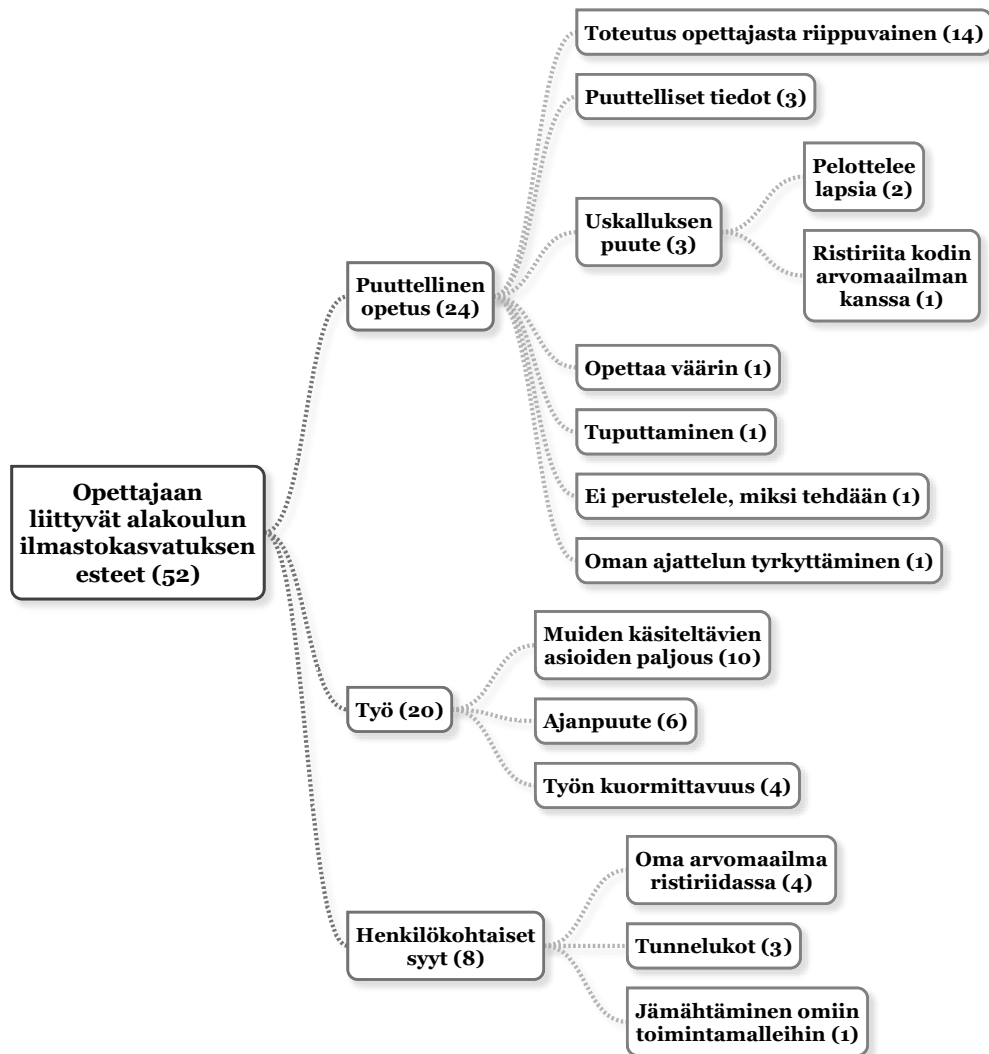 Opettajaan
liittyvät alakoulun
ilmastokasvatuksen
esteet (52)
Puuttellinen
opetus (24)
Toteutus opettajasta riippuvainen (14)
Puuttelliset tiedot (3)
Uskalluksen
puute (3)
Pelottelee
lapsia (2)
Ristiriita kodin
arvomaailman
kanssa (1)
Opettaa väärin (1)
Tuputtaminen (1)
Ei perustelele, miksi tehdään (1)
Oman ajattelun tyrkyttäminen (1)
Työ (20)
Muiden käsiteltävien
asioiden paljous (10)
Ajanpuute (6)
Työn kuormittavuus (4)
Henkilökohtaiset
syyt (8)
Oma arvomaailma
ristiriidassa (4)
Tunnelukot (3)
Jämähtäminen omiin
toimintamalleihin (1)